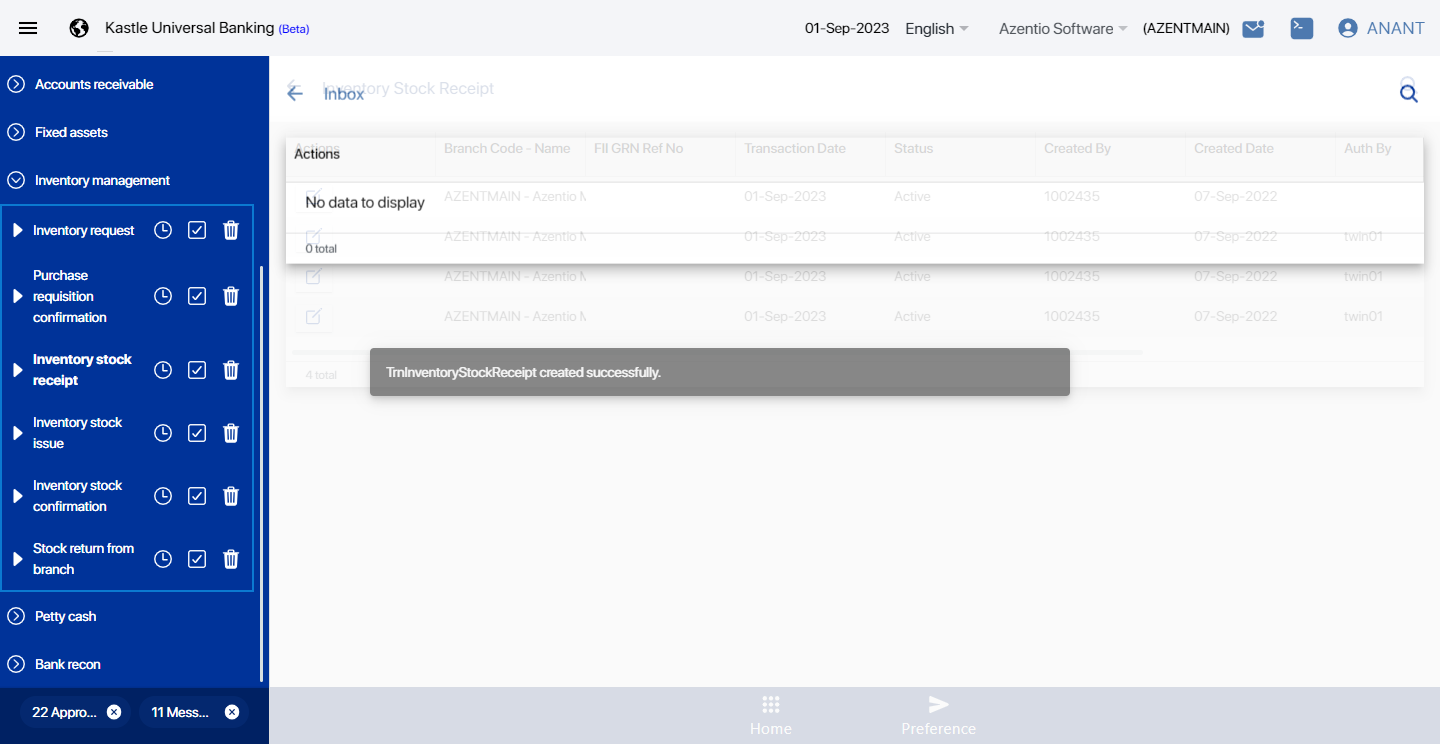 Kastle Universal Banking (Beta)
01-Sep-2023
English
Azentio Software
(AZENTMAIN)
ANANT
Accounts receivable
Fixed assets
Inventory management
Inventory request
Purchase
requisition
confirmation
Inventory stock
receipt
Inventory stock
issue
Inventory stock
confirmation
Stock return from
branch
Petty cash
Bank recon
22 Appro...
11 Mess...
Inventory Stock Receipt
Inbox
Actions Branch Code - Name FII GRN Ref No Transaction Date Status Created By Created Date Auth By
Actions
AZENTMAIN - Azentio M 01-Sep-2023 Active 1002435 07-Sep-2022
No data to display
AZENTMAIN - Azentio M 01-Sep-2023 Active 1002435 07-Sep-2022 twin01
0 total
AZENTMAIN - Azentio M 01-Sep-2023 Active 1002435 07-Sep-2022 twin01
AZENTMAIN - Azentio M 01-Sep-2023 Active 1002435 07-Sep-2022 twin01
4 total
TrnInventoryStockReceipt created successfully.
Home
Preference